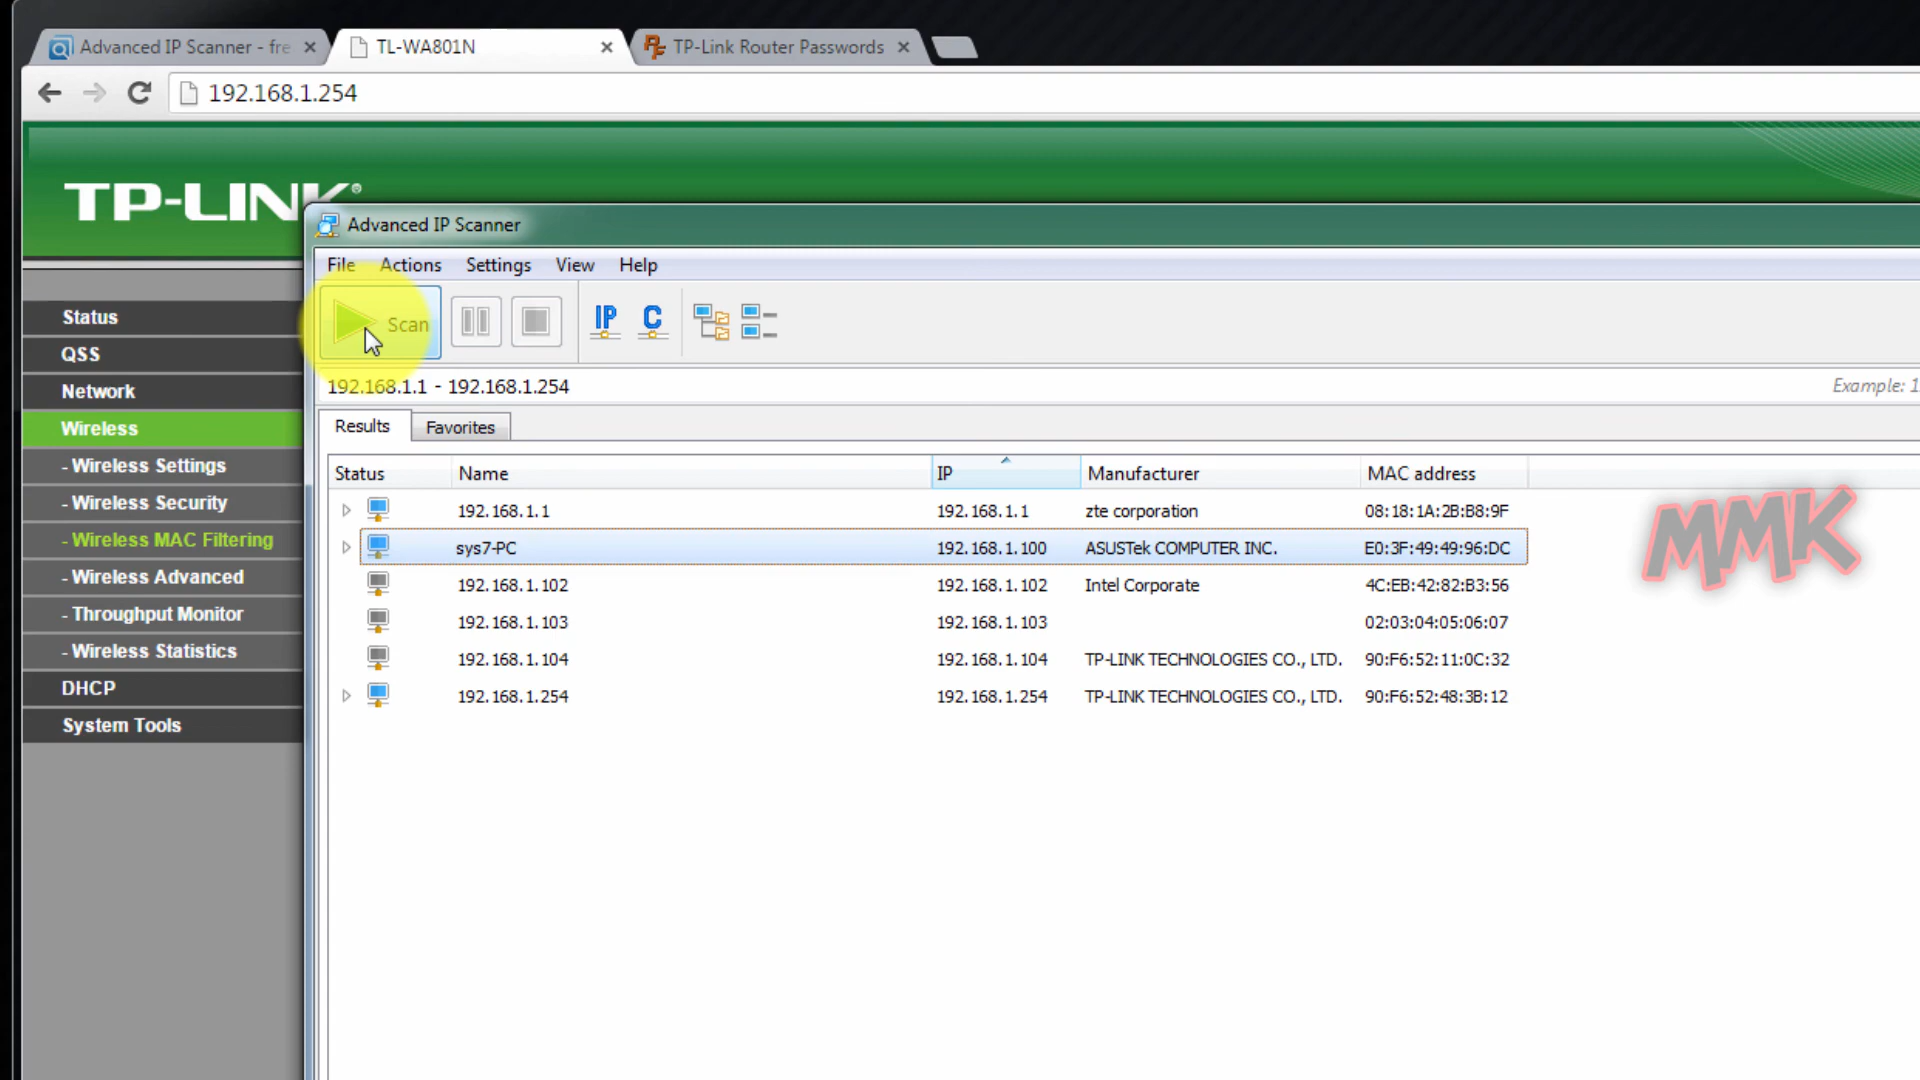 Advanced IP Scanner - fre
TL-WA801N
TP-Link Router Passwords
192.168.1.254
TP-LINK®
Advanced IP Scanner
File Actions Settings View Help
Scan
IP C
192.168.1.1 - 192.168.1.254
Example: 1
Results Favorites
Status Name IP Manufacturer MAC address
192.168.1.1 192.168.1.1 zte corporation 08:18:1A:2B:B8:9F
sys7-PC 192.168.1.100 ASUSTek COMPUTER INC. E0:3F:49:49:96:DC
192.168.1.102 192.168.1.102 Intel Corporate 4C:EB:42:82:B3:56
192.168.1.103 192.168.1.103 02:03:04:05:06:07
192.168.1.104 192.168.1.104 TP-LINK TECHNOLOGIES CO., LTD. 90:F6:52:11:0C:32
192.168.1.254 192.168.1.254 TP-LINK TECHNOLOGIES CO., LTD. 90:F6:52:48:3B:12
MMK
Status
QSS
Network
Wireless
- Wireless Settings
- Wireless Security
- Wireless MAC Filtering
- Wireless Advanced
- Throughput Monitor
- Wireless Statistics
DHCP
System Tools